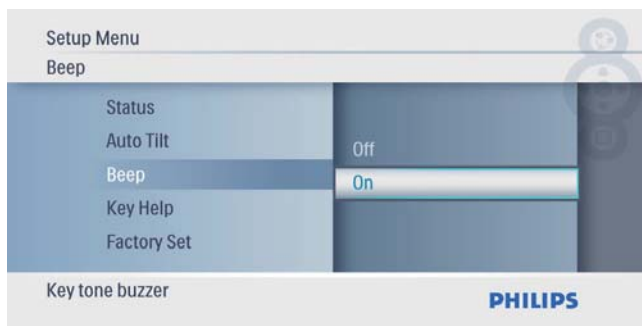 Setup Menu
Beep
Status
Auto Tilt
Off
Beep
On
Key Help
Factory Set
Key tone buzzer
PHILIPS